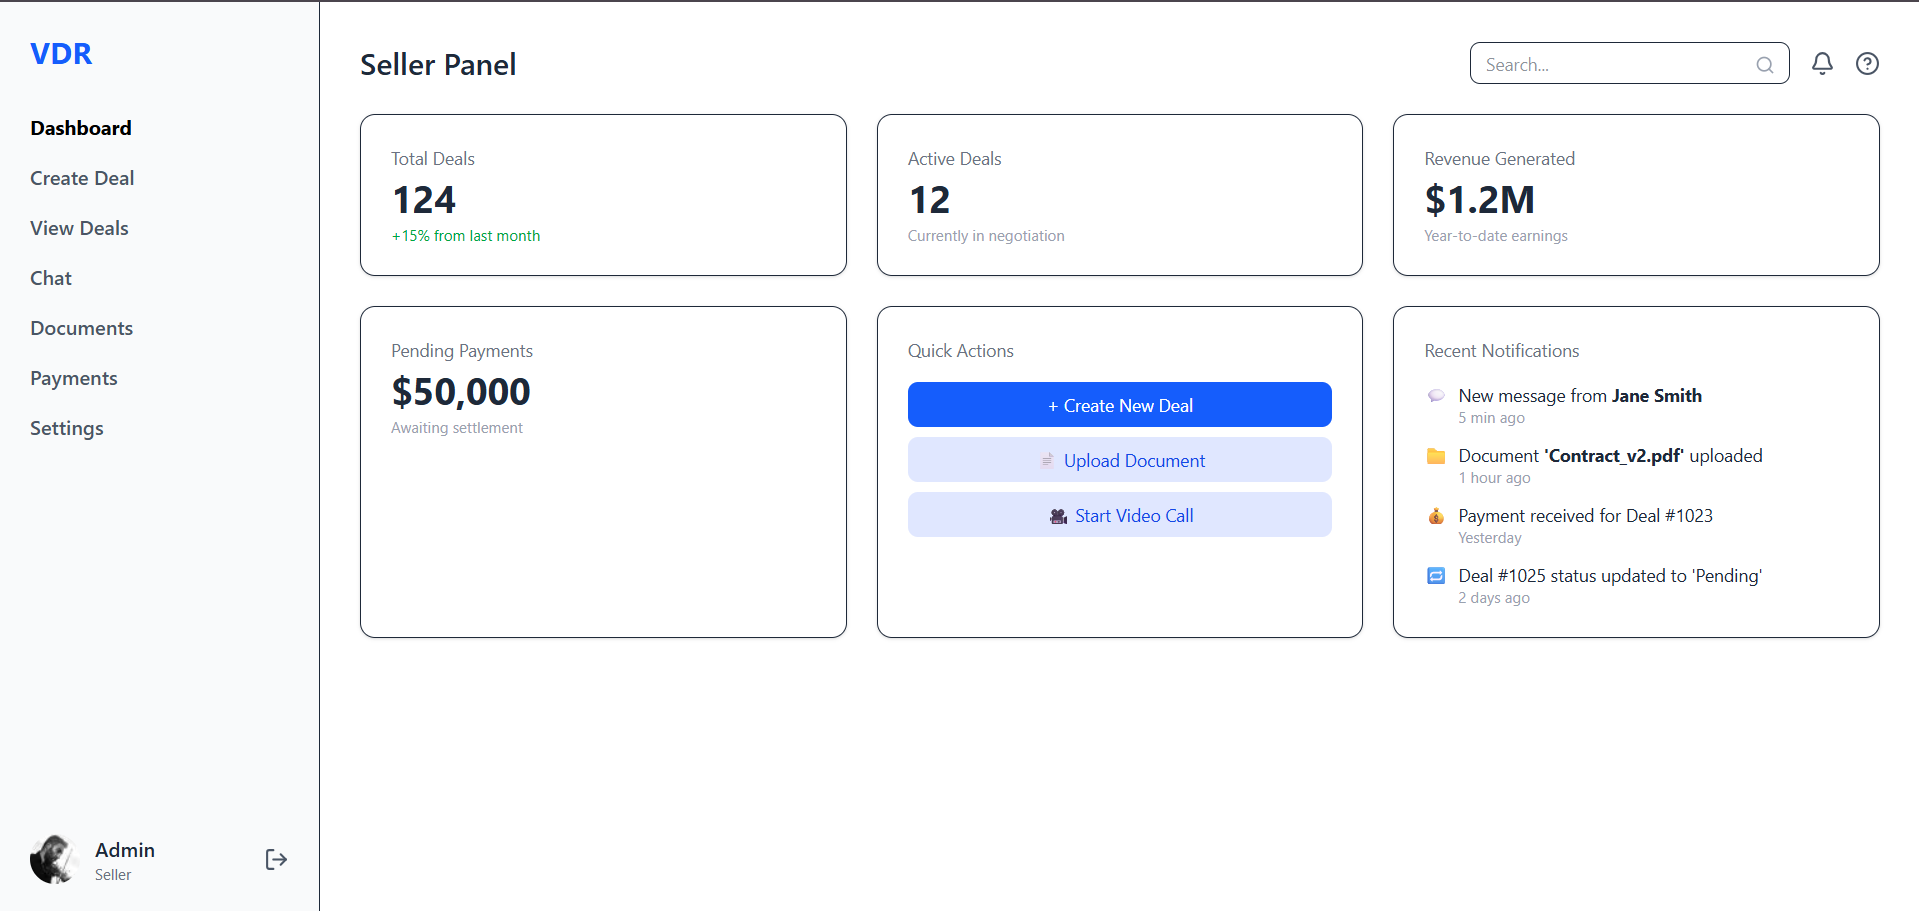 VDR
Dashboard
Create Deal
View Deals
Chat
Documents
Payments
Settings
Admin
Seller
Seller Panel
Search...
Total Deals
124
+15% from last month
Active Deals
12
Currently in negotiation
Revenue Generated
$1.2M
Year-to-date earnings
Pending Payments
$50,000
Awaiting settlement
Quick Actions
+ Create New Deal
Upload Document
Start Video Call
Recent Notifications
New message from Jane Smith
5 min ago
Document 'Contract_v2.pdf' uploaded
1 hour ago
Payment received for Deal #1023
Yesterday
Deal #1025 status updated to 'Pending'
2 days ago